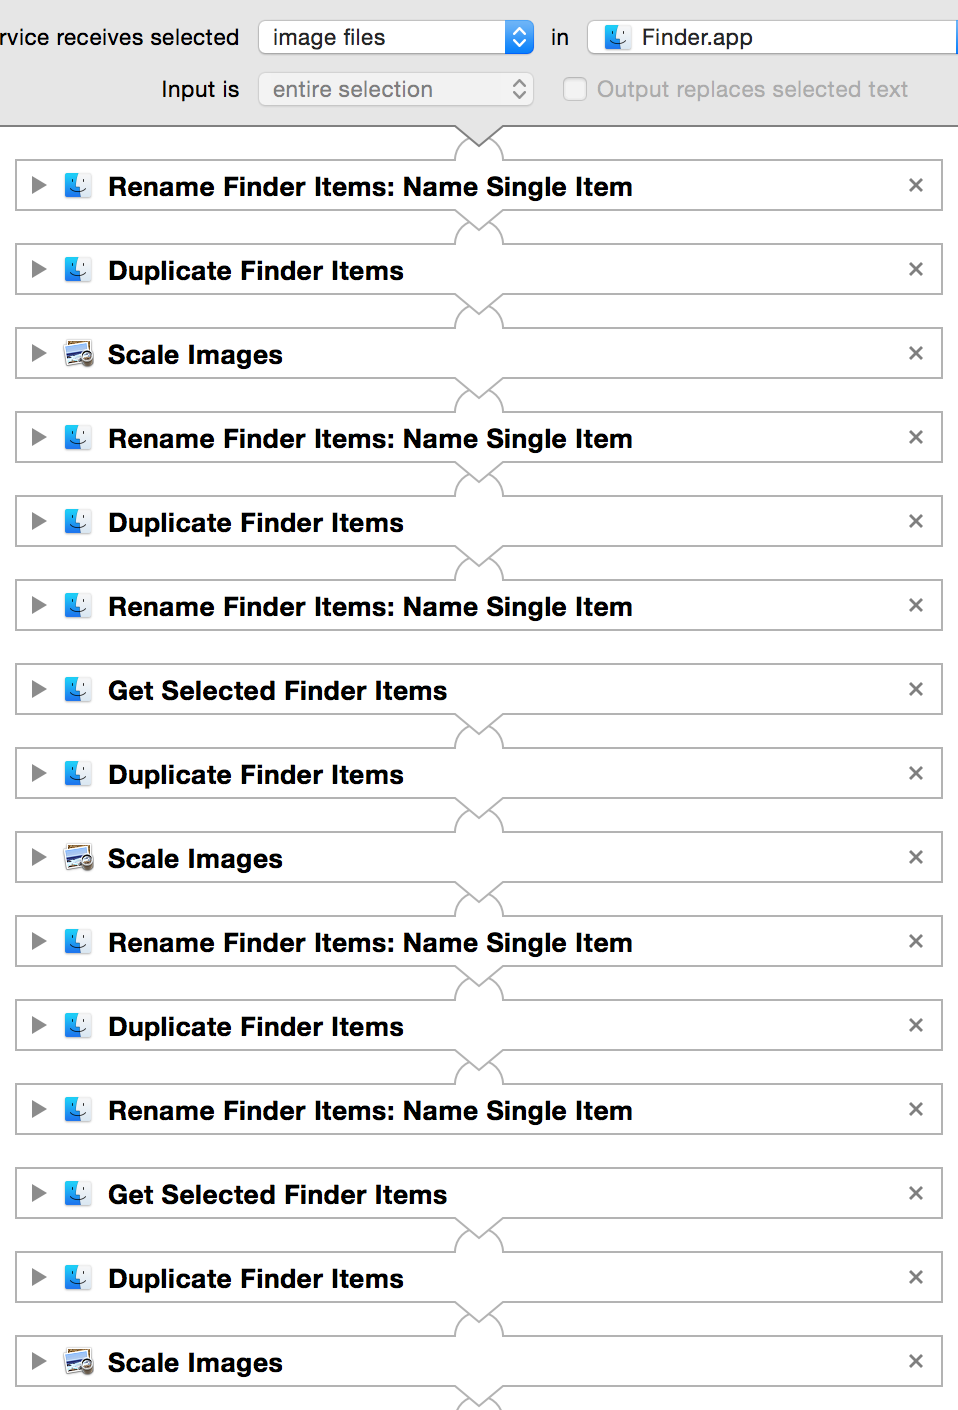 rvice receives selected image files in Finder.app
Input is entire selection Output replaces selected text
Rename Finder Items: Name Single Item
Duplicate Finder Items
Scale Images
Rename Finder Items: Name Single Item
Duplicate Finder Items
Rename Finder Items: Name Single Item
Get Selected Finder Items
Duplicate Finder Items
Scale Images
Rename Finder Items: Name Single Item
Duplicate Finder Items
Rename Finder Items: Name Single Item
Get Selected Finder Items
Duplicate Finder Items
Scale Images